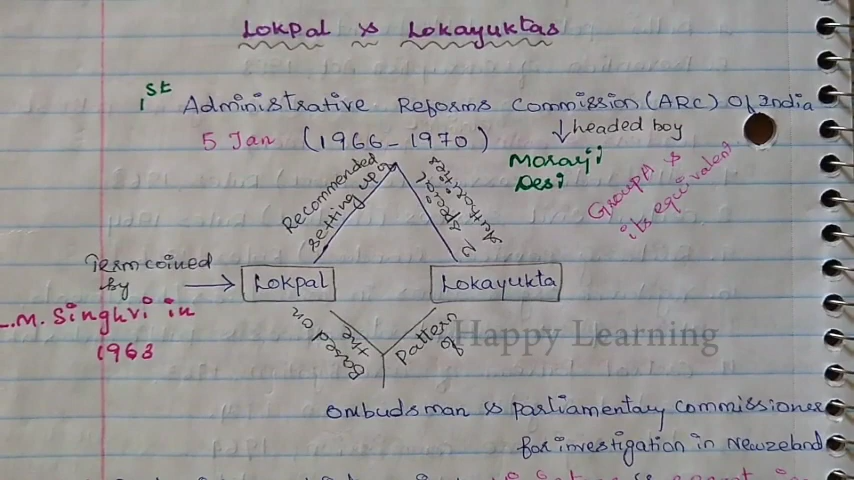 Lokpal & Lokayuktas
1st Administrative Reforms Commission (ARC) Of India
5 Jan (1966-1970) ↓ headed boy
Morarji
Desi
Group A &
its equivalent
Recommended
setting up of
2 special
Authorities
Term coined
by → Lokpal Lokayukta
L.M. Singhvi in
1963
Based on
the
Pattern
of
Happy Learning
Ombudsman & parliamentary commissioner
for investigation in Newzeland